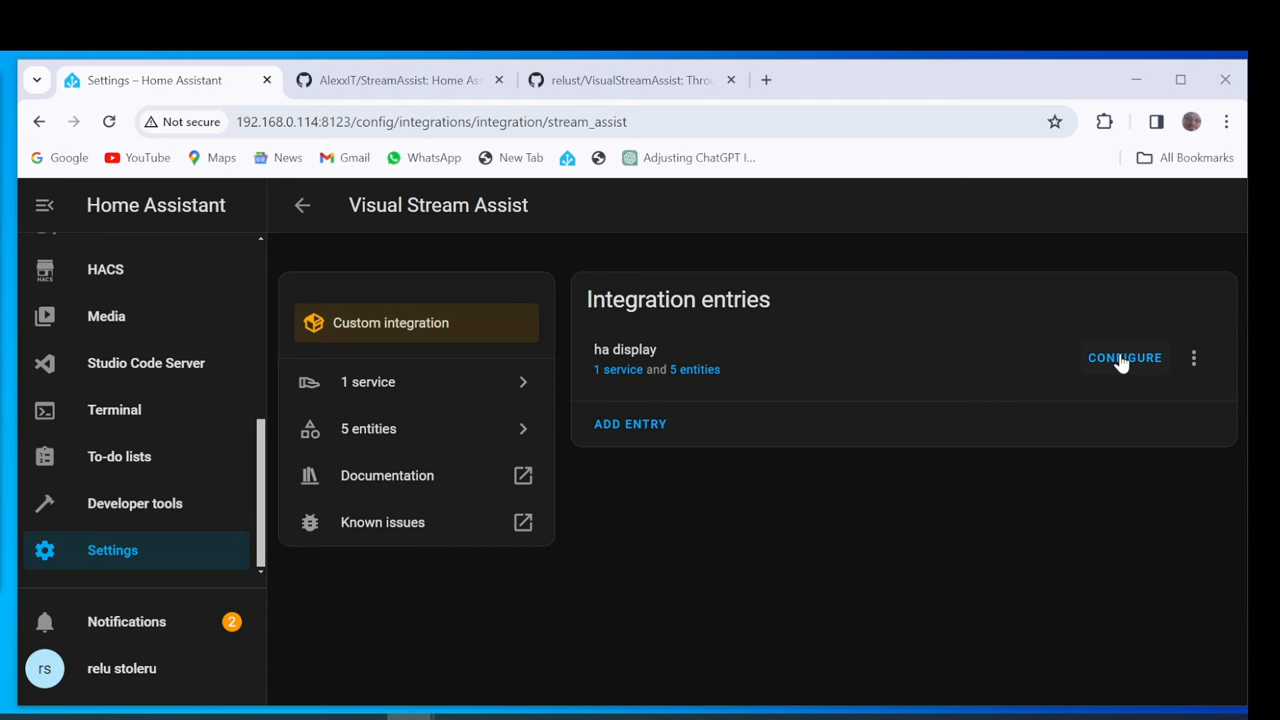 Settings – Home Assistant
AlexxIT/StreamAssist: Home As
relust/VisualStreamAssist: Throu
Not secure
192.168.0.114:8123/config/integrations/integration/stream_assist
Google
YouTube
Maps
News
Gmail
WhatsApp
New Tab
Adjusting ChatGPT I...
All Bookmarks
Home Assistant
Visual Stream Assist
HACS
HACS
Media
Studio Code Server
Terminal
To-do lists
Developer tools
Settings
Notifications
2
rs
relu stoleru
Custom integration
1 service
5 entities
Documentation
Known issues
Integration entries
ha display
1 service and 5 entities
CONFIGURE
ADD ENTRY